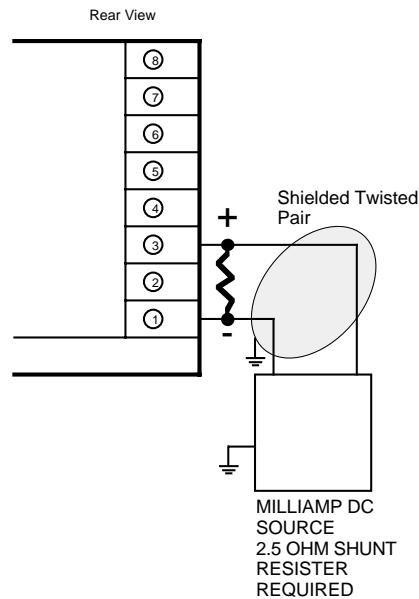 Rear View
8
7
6
5
4
3
2
1
+
-
Shielded Twisted
Pair
MILLIAMP DC
SOURCE
2.5 OHM SHUNT
RESISTER
REQUIRED